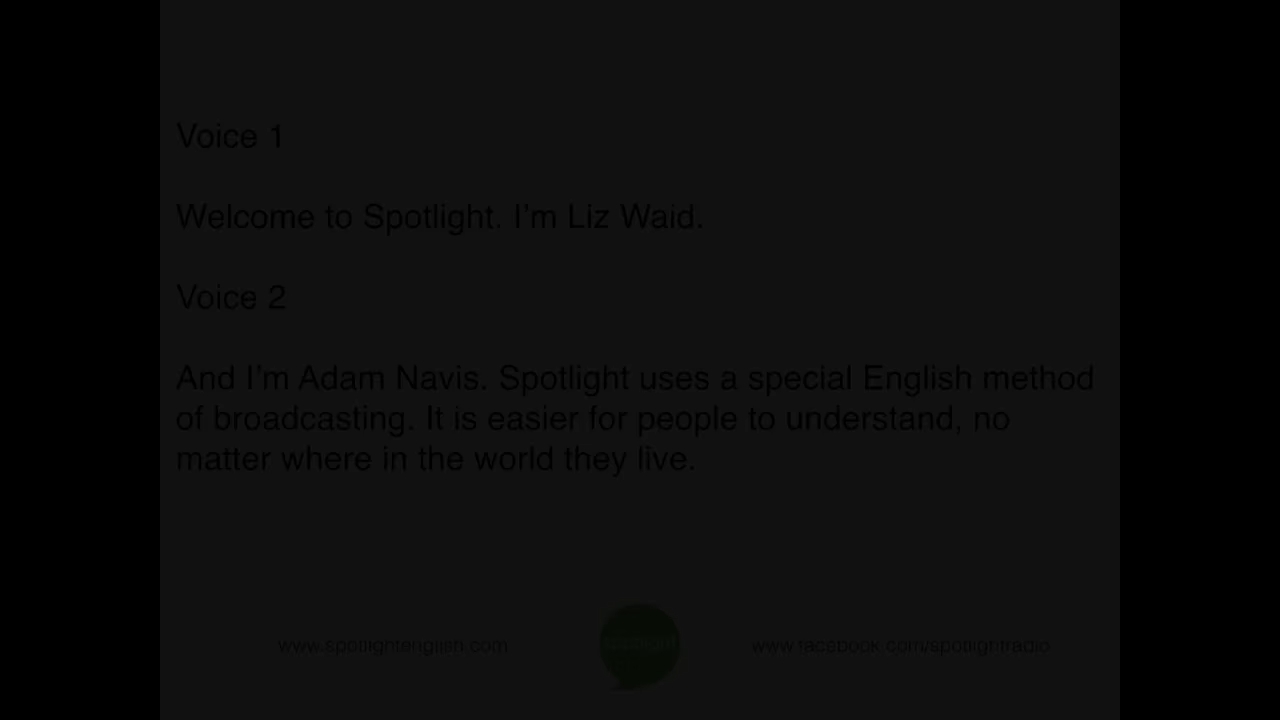 Voice 1
Welcome to Spotlight. I'm Liz Waid.
Voice 2
And I'm Adam Navis. Spotlight uses a special English method
of broadcasting. It is easier for people to understand, no
matter where in the world they live.
www.spotlightenglish.com
www.facebook.com/spotlightradio